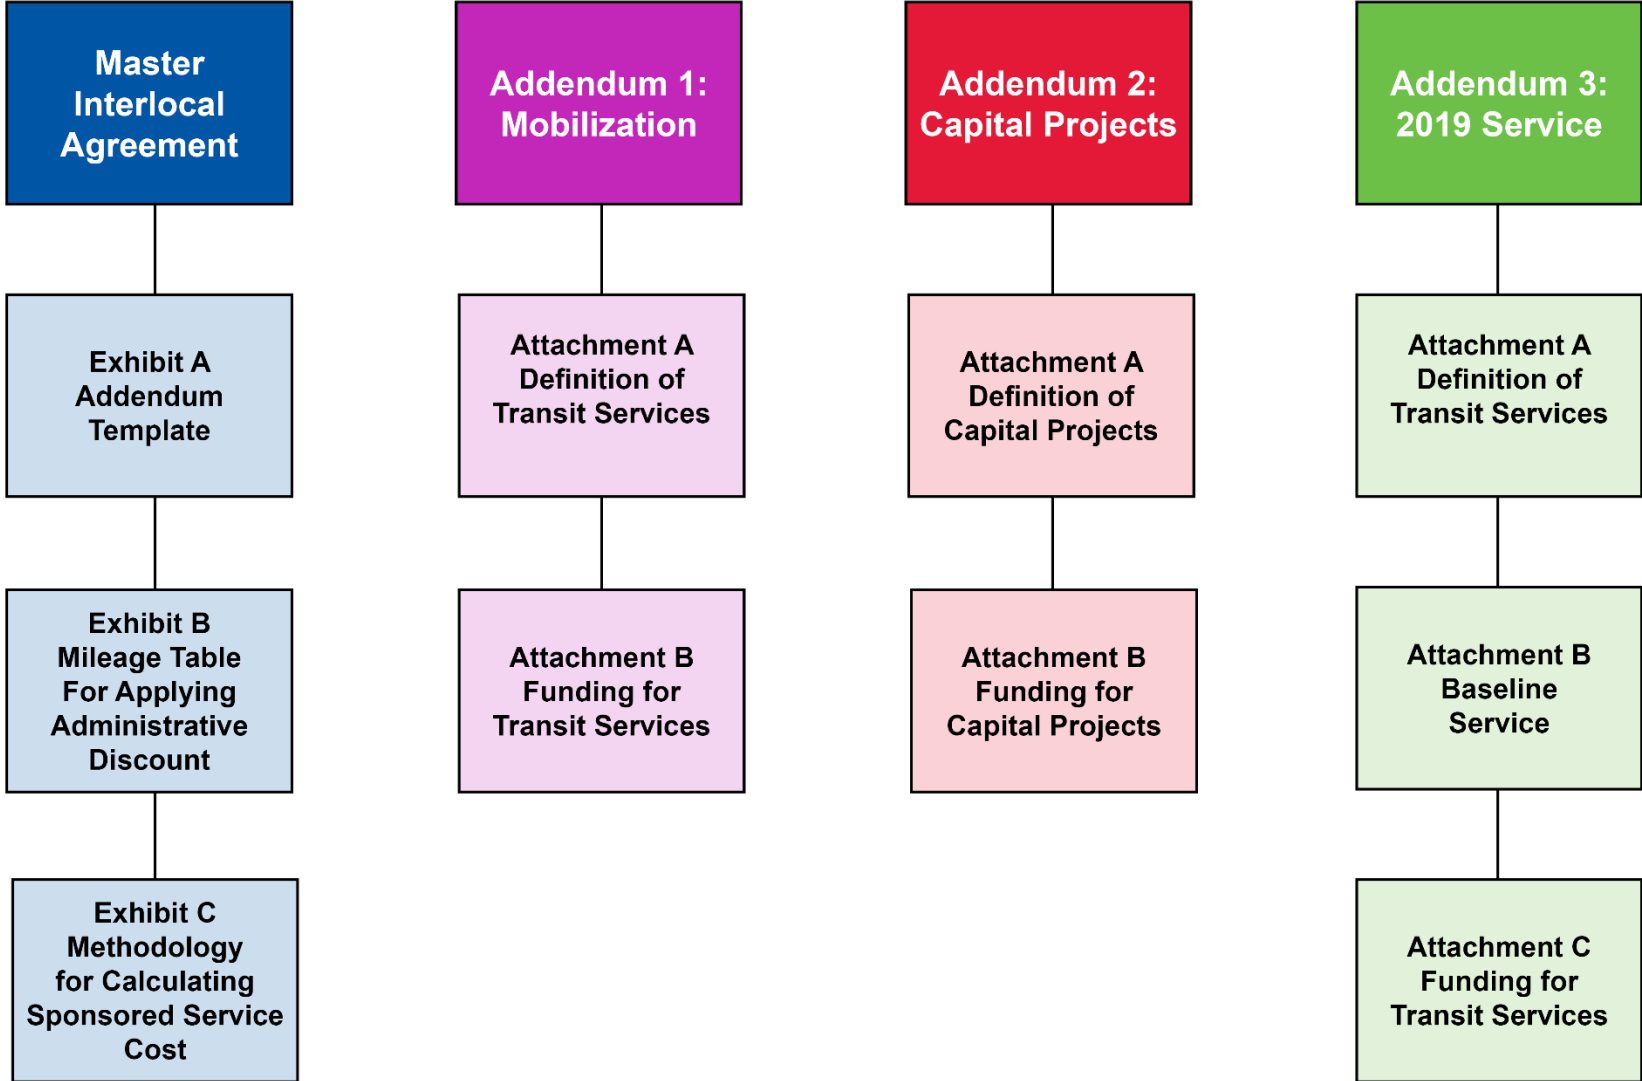 Master
Interlocal
Agreement
Exhibit A
Addendum
Template
Exhibit B
Mileage Table
For Applying
Administrative
Discount
Exhibit C
Methodology
for Calculating
Sponsored Service
Cost
Addendum 1:
Mobilization
Attachment A
Definition of
Transit Services
Attachment B
Funding for
Transit Services
Addendum 2:
Capital Projects
Attachment A
Definition of
Capital Projects
Attachment B
Funding for
Capital Projects
Addendum 3:
2019 Service
Attachment A
Definition of
Transit Services
Attachment B
Baseline
Service
Attachment C
Funding for
Transit Services